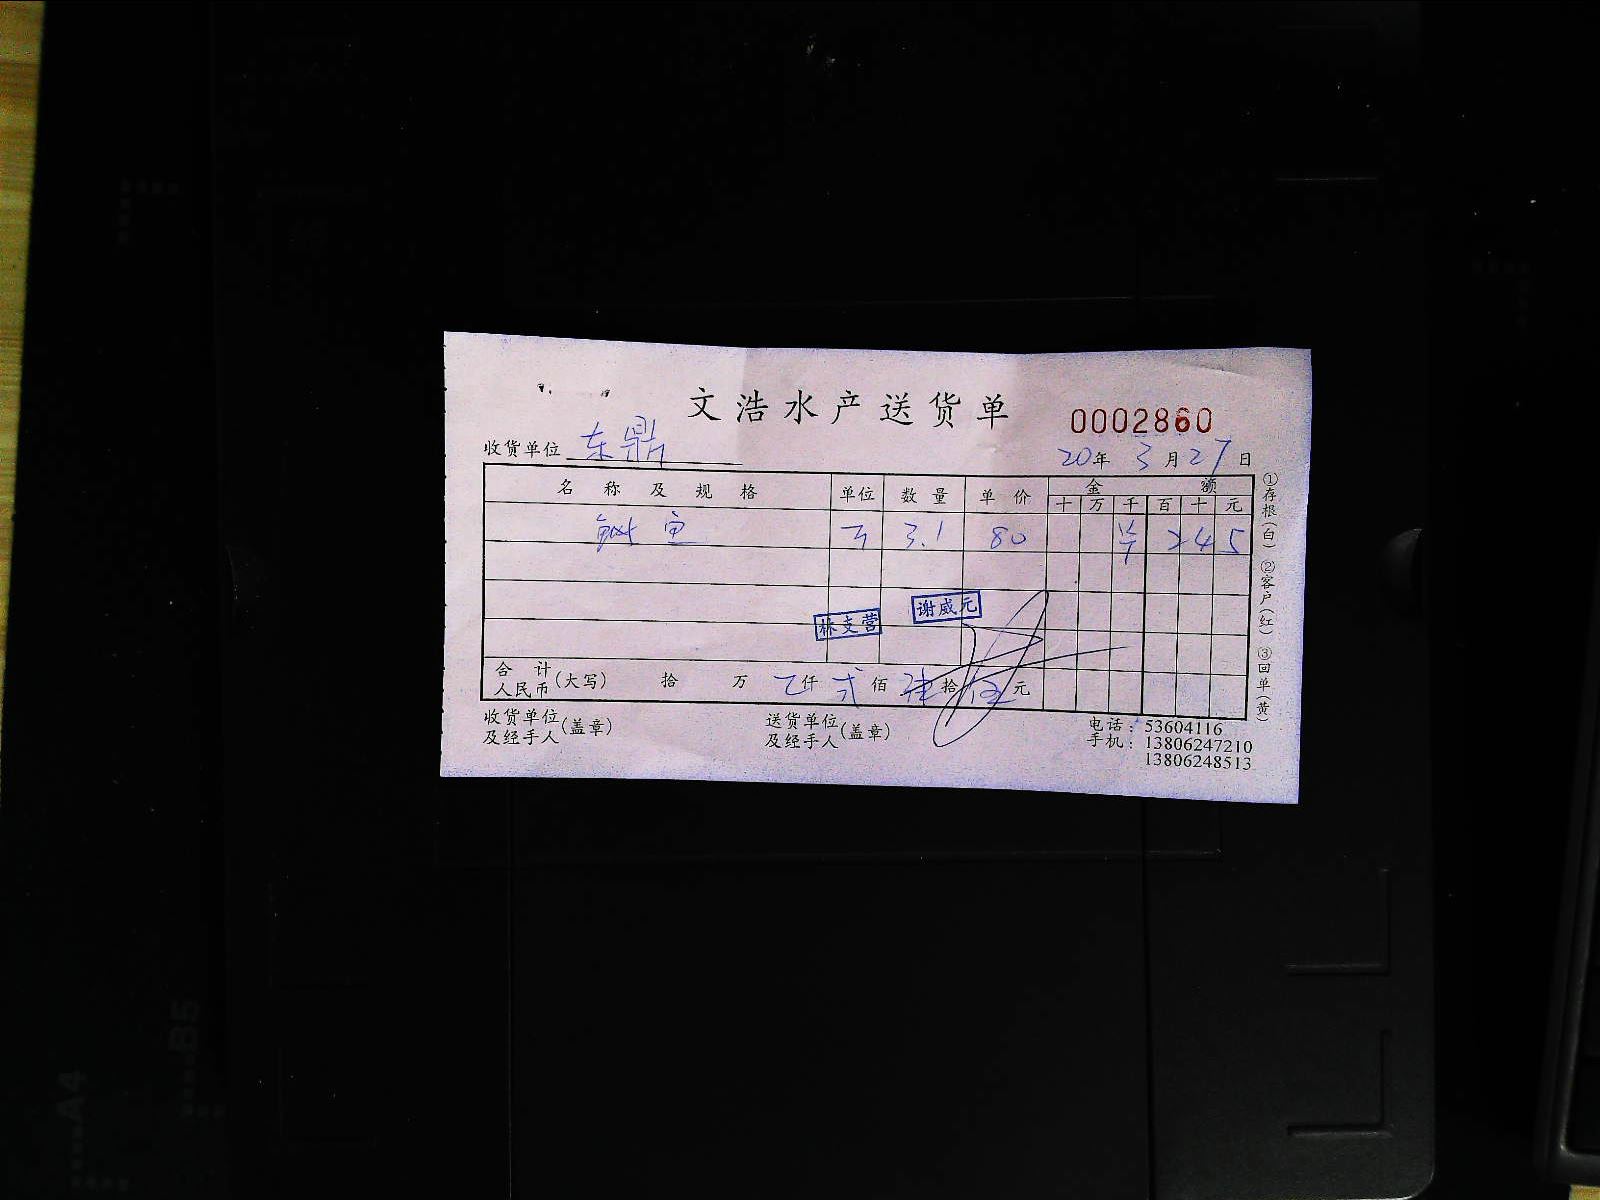 文浩水产送货单
0002860
收货单位 东鼎
20年 3月27日
名称及规格 单位 数量 单价 金额
十 万 千 百 十 元
3.1 80 245
谢威元
林支营
合计人民币(大写) 拾 万 仟 弍 佰 拾 伍 元
收货单位及经手人(盖章)
送货单位及经手人(盖章)
电话：53604116
手机：13806247210
13806248513
①存根(白) ②客户(红) ③回单(黄)
A4
B5